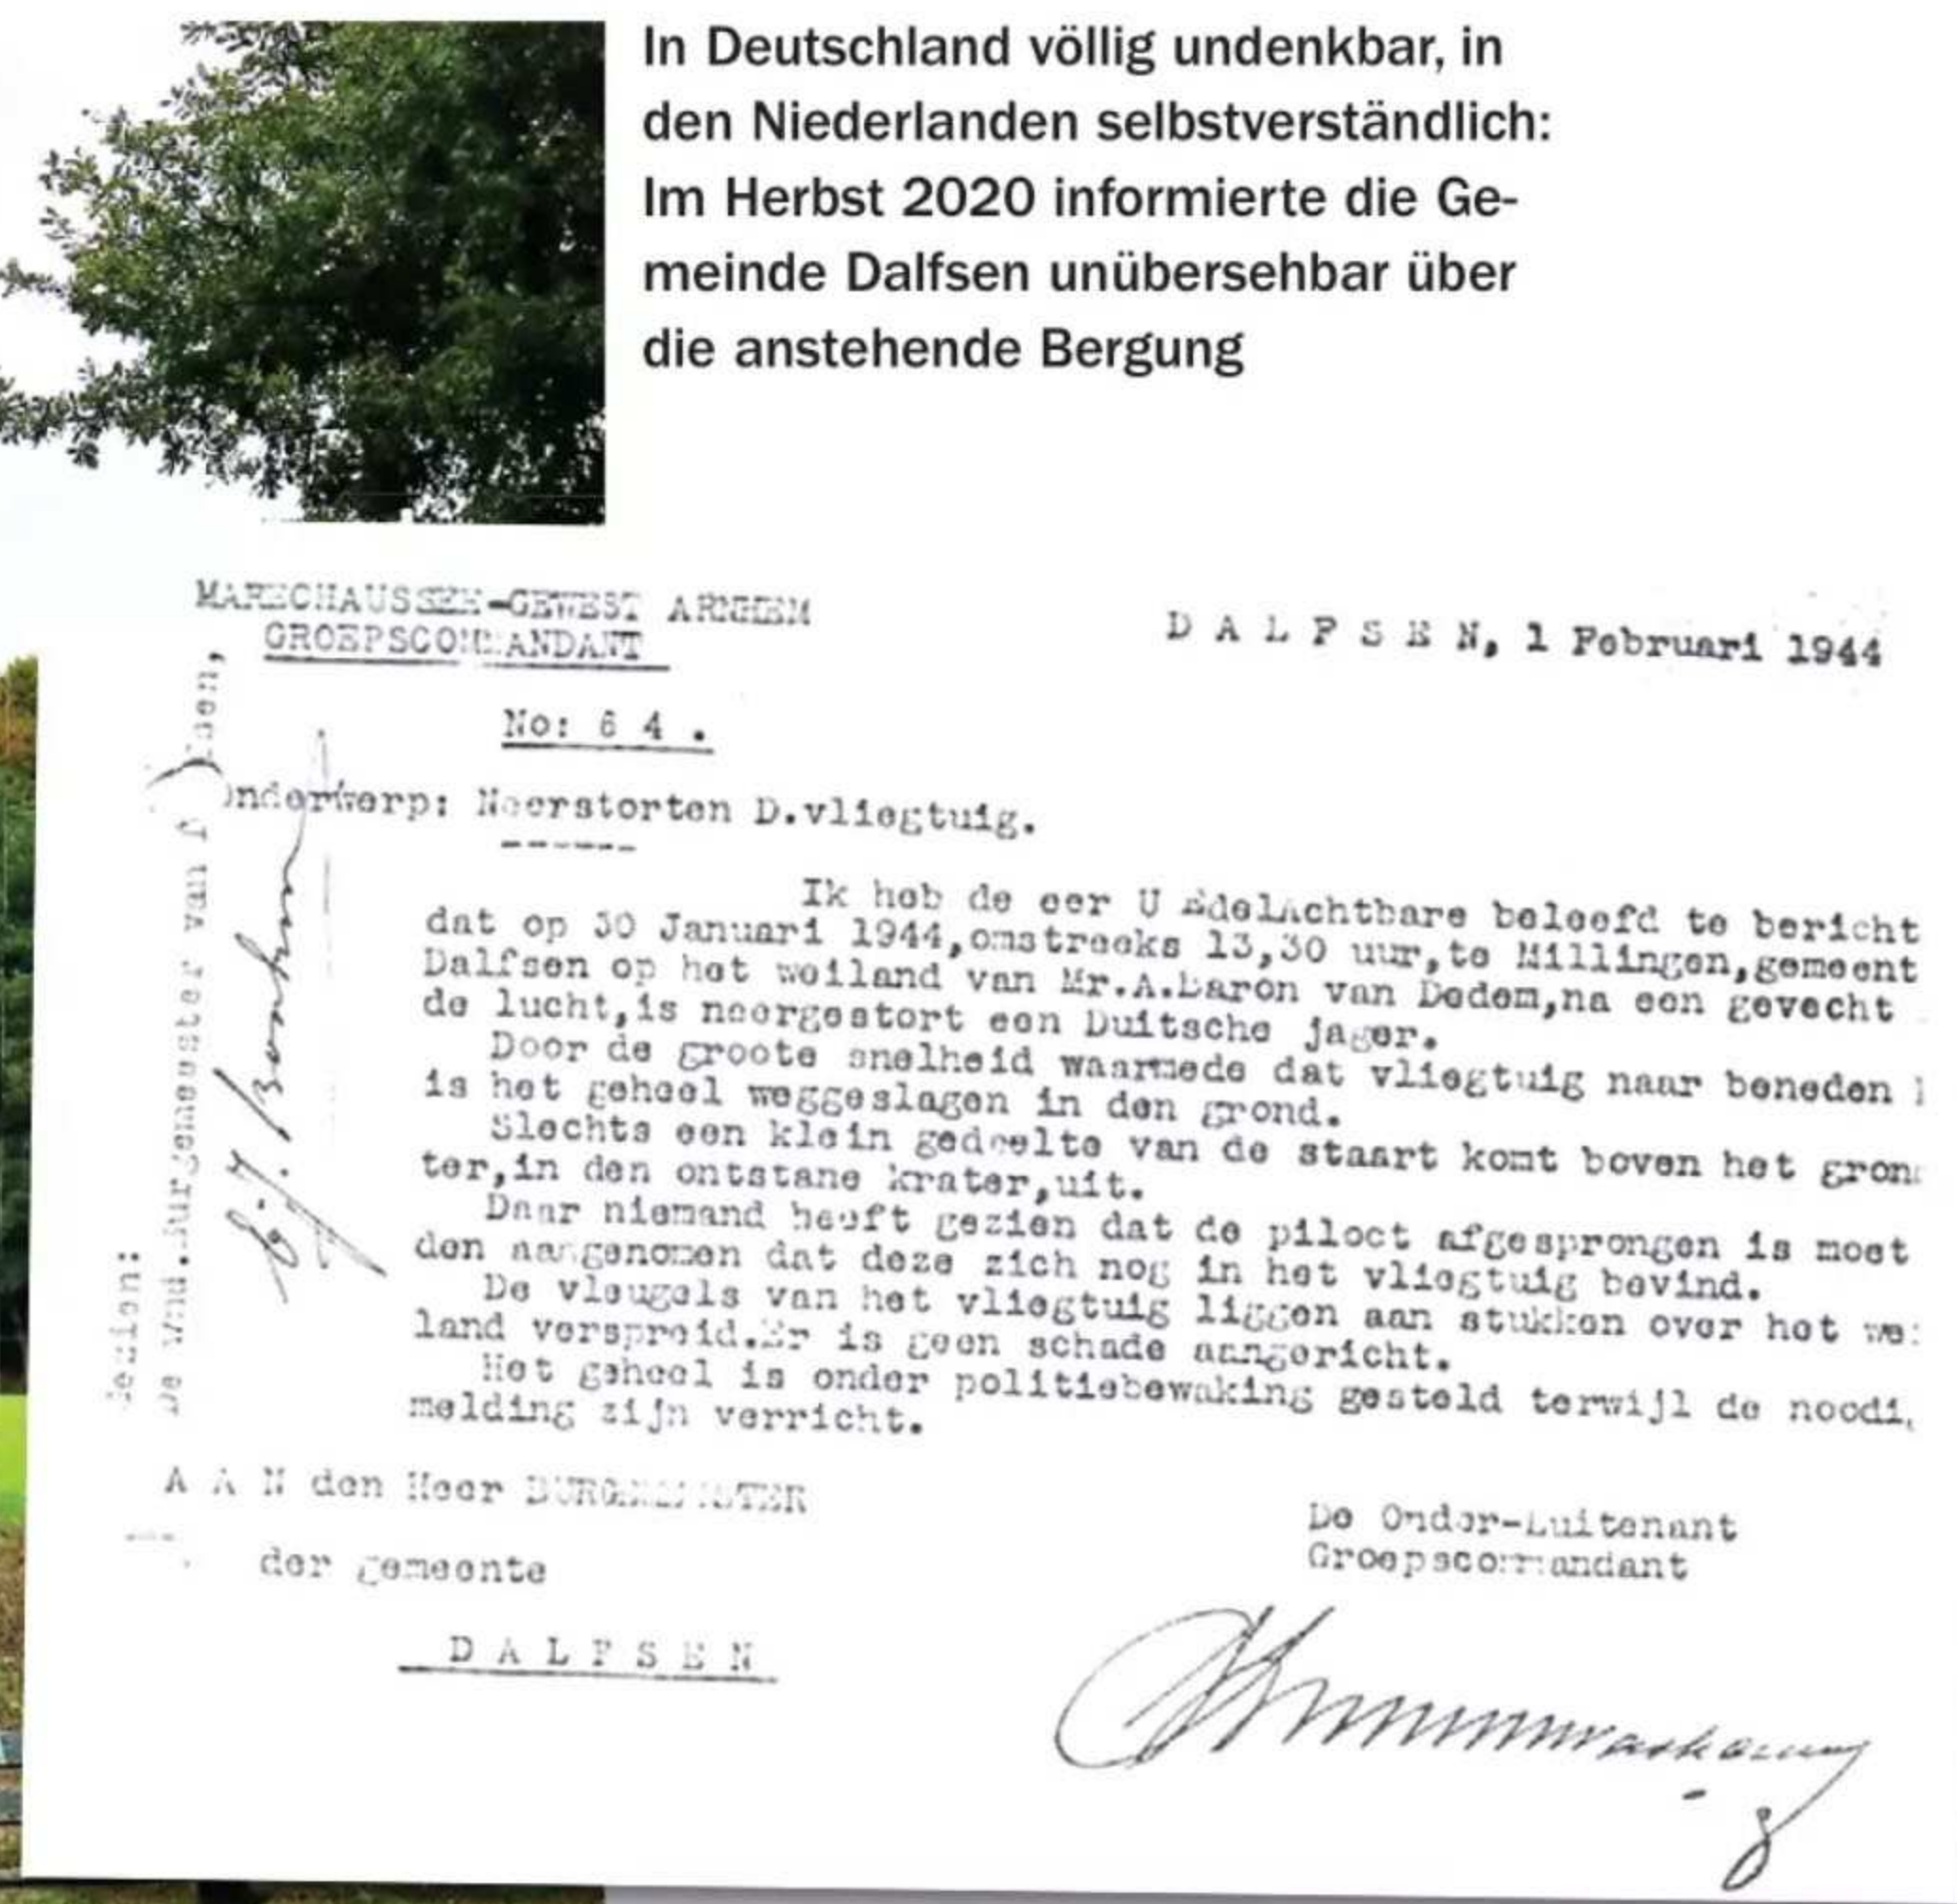 In Deutschland völlig undenkbar, in
den Niederlanden selbstverständlich:
Im Herbst 2020 informierte die Ge-
meinde Dalfsen unübersehbar über
die anstehende Bergung
MARECHAUSSEE-GEWEST ARNHEM
GROEPSCOMMANDANT
D A L F S E N, 1 Februari 1944
No: 6 4 .
Onderwerp: Neerstorten D.vliegtuig.
------
Ik heb de eer U EdelAchtbare beleefd te bericht
dat op 30 Januari 1944,omstreeks 13,30 uur,te Millingen,gemeent
Dalfsen op het weiland van Mr.A.Baron van Dedem,na een gevecht
de lucht,is neergestort een Duitsche jager.
Door de groote snelheid waarmede dat vliegtuig naar beneden
is het geheel weggeslagen in den grond.
Slechts een klein gedeelte van de staart komt boven het gron
ter,in den ontstane krater,uit.
Daar niemand heeft gezien dat de piloot afgesprongen is moet
den aangenomen dat deze zich nog in het vliegtuig bevind.
De vleugels van het vliegtuig liggen aan stukken over het we
land verspreid.Er is geen schade aangericht.
Het geheel is onder politiebewaking gesteld terwijl de noodi
melding zijn verricht.
Gezien:
De Wnd.Burgemeester van
A A N den Heer BURGEMEESTER
der gemeente
D A L F S E N
De Onder-Luitenant
Groepscommandant